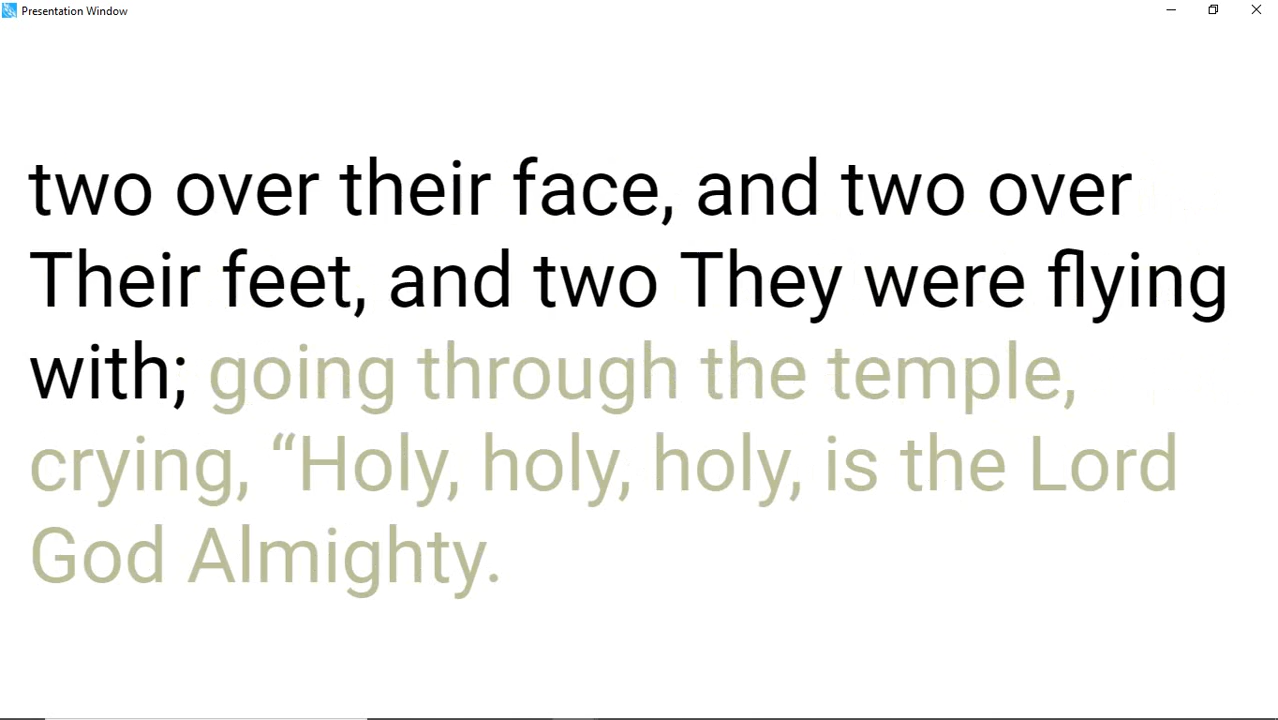 Presentation Window
two over their face, and two over
Their feet, and two They were flying
with; going through the temple,
crying, “Holy, holy, holy, is the Lord
God Almighty.